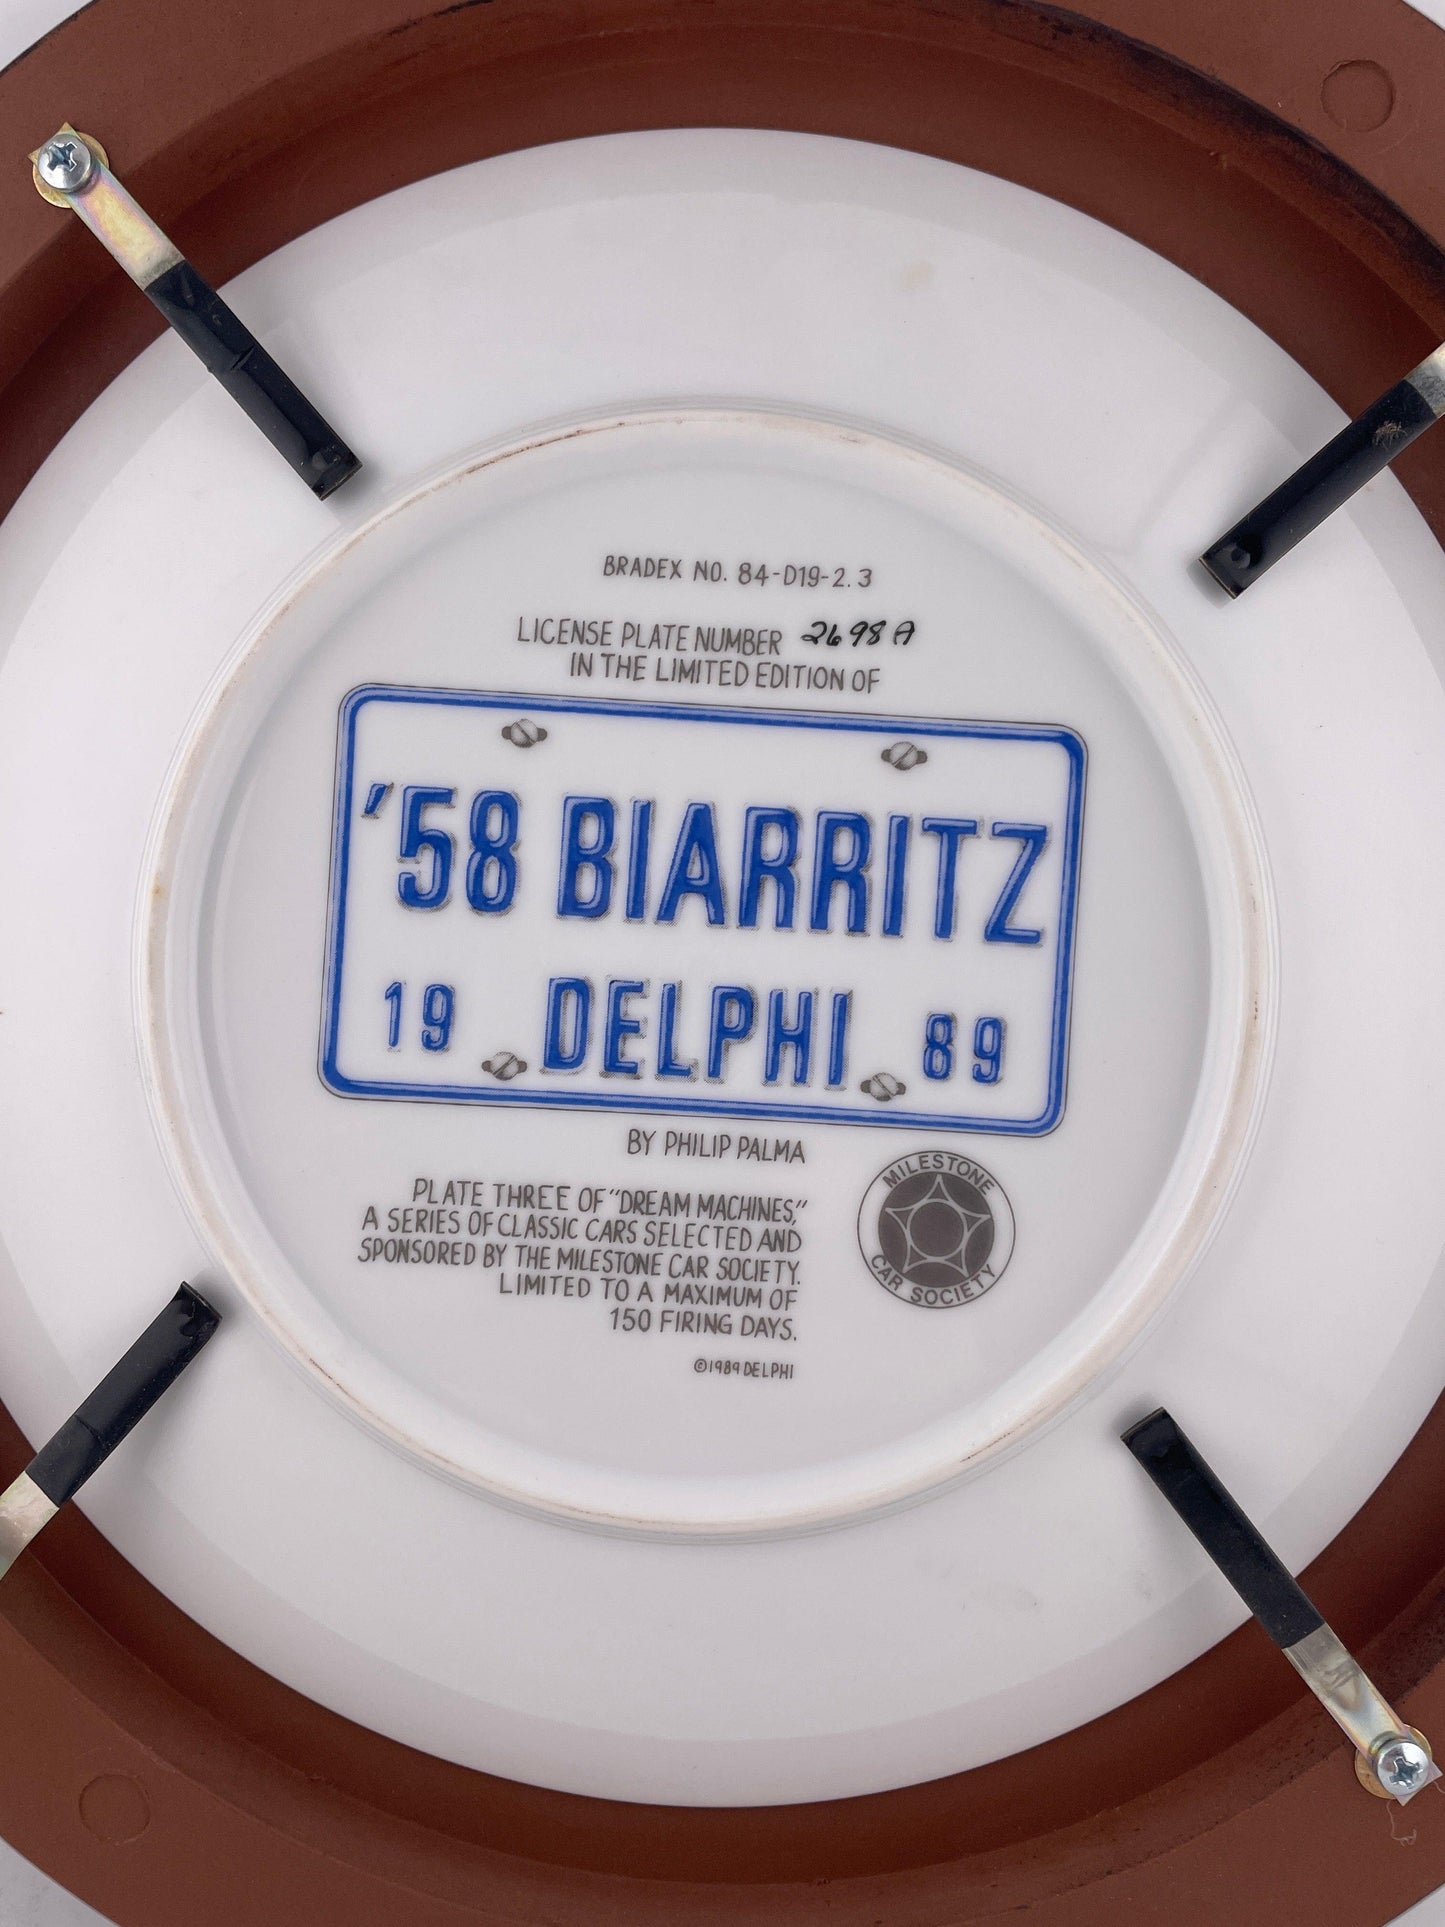 BRADEX NO. 84-D19-2.3
LICENSE PLATE NUMBER 2698A
IN THE LIMITED EDITION OF
'58 BIARRITZ
19 DELPHI 89
BY PHILIP PALMA
PLATE THREE OF "DREAM MACHINES,"
A SERIES OF CLASSIC CARS SELECTED AND
SPONSORED BY THE MILESTONE CAR SOCIETY.
LIMITED TO A MAXIMUM OF
150 FIRING DAYS.
©1989 DELPHI
MILESTONE
CAR SOCIETY